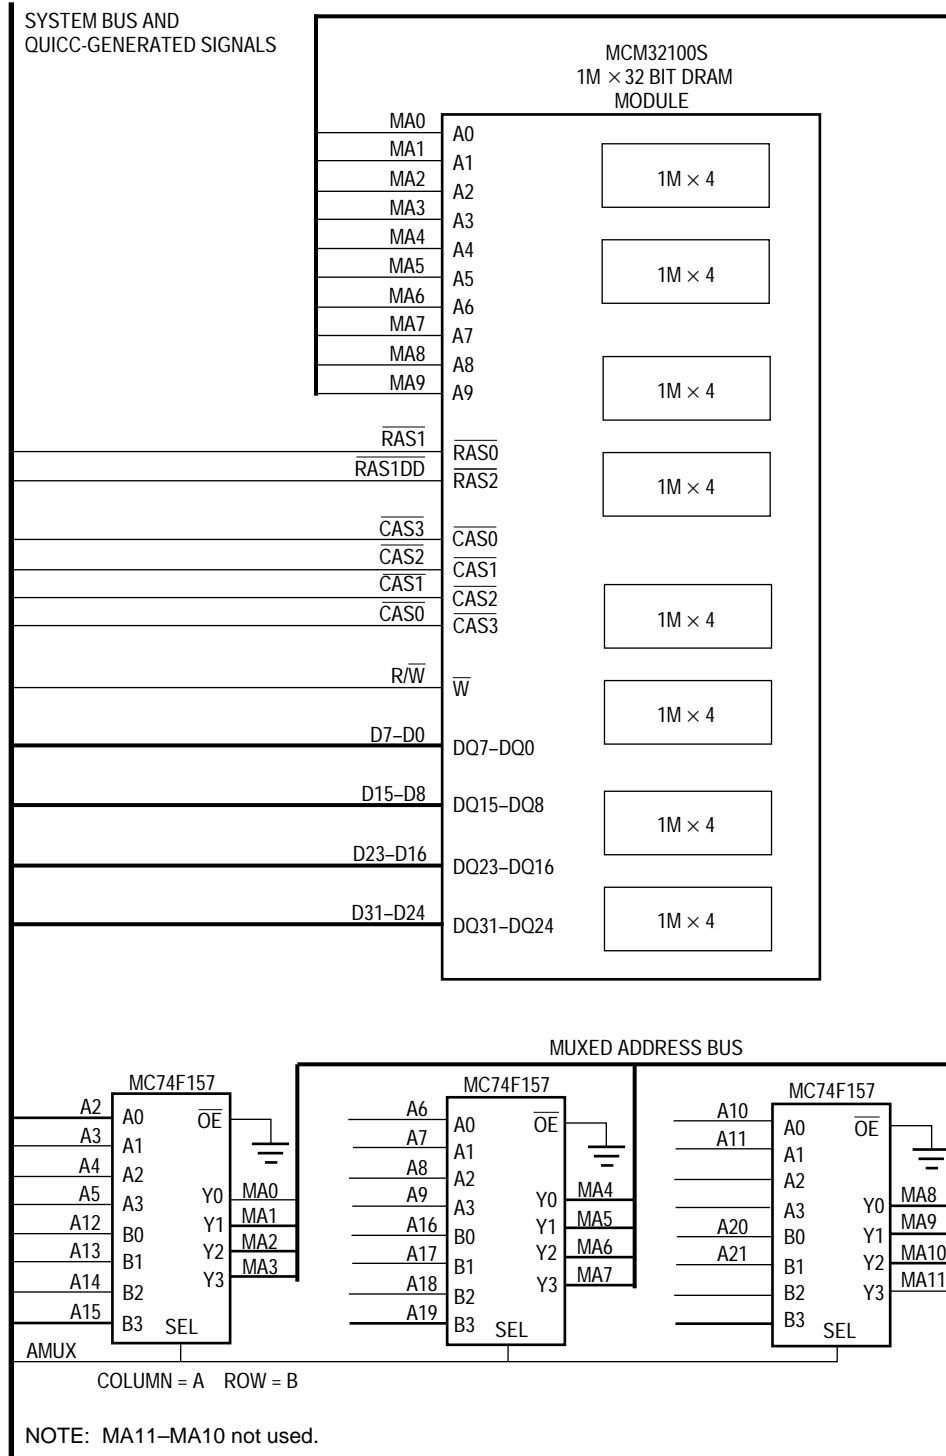 SYSTEM BUS AND
QUICC-GENERATED SIGNALS
MCM32100S
1M × 32 BIT DRAM
MODULE
MA0 A0
MA1 A1
MA2 A2
MA3 A3
MA4 A4
MA5 A5
MA6 A6
MA7 A7
MA8 A8
MA9 A9
1M × 4
1M × 4
1M × 4
1M × 4
1M × 4
1M × 4
1M × 4
1M × 4
RAS1 RAS0
RAS1DD RAS2
CAS3 CAS0
CAS2 CAS1
CAS1 CAS2
CAS0 CAS3
R/W W
D7–D0 DQ7–DQ0
D15–D8 DQ15–DQ8
D23–D16 DQ23–DQ16
D31–D24 DQ31–DQ24
MUXED ADDRESS BUS
MC74F157
A2 A0 OE
A3 A1
A4 A2
A5 A3 Y0 MA0
A12 B0 Y1 MA1
A13 B1 Y2 MA2
A14 B2 Y3 MA3
A15 B3 SEL
MC74F157
A6 A0 OE
A7 A1
A8 A2
A9 A3 Y0 MA4
A16 B0 Y1 MA5
A17 B1 Y2 MA6
A18 B2 Y3 MA7
A19 B3 SEL
MC74F157
A10 A0 OE
A11 A1
A2
A3 Y0 MA8
A20 B0 Y1 MA9
A21 B1 Y2 MA10
B2 Y3 MA11
B3 SEL
AMUX
COLUMN = A ROW = B
NOTE: MA11–MA10 not used.